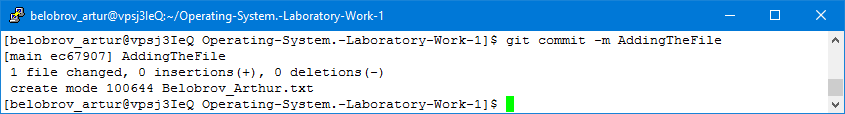 belobrov_artur@vpsj3IeQ:~/Operating-System.-Laboratory-Work-1
[belobrov_artur@vpsj3IeQ Operating-System.-Laboratory-Work-1]$ git commit -m AddingTheFile
[main ec67907] AddingTheFile
 1 file changed, 0 insertions(+), 0 deletions(-)
 create mode 100644 Belobrov_Arthur.txt
[belobrov_artur@vpsj3IeQ Operating-System.-Laboratory-Work-1]$